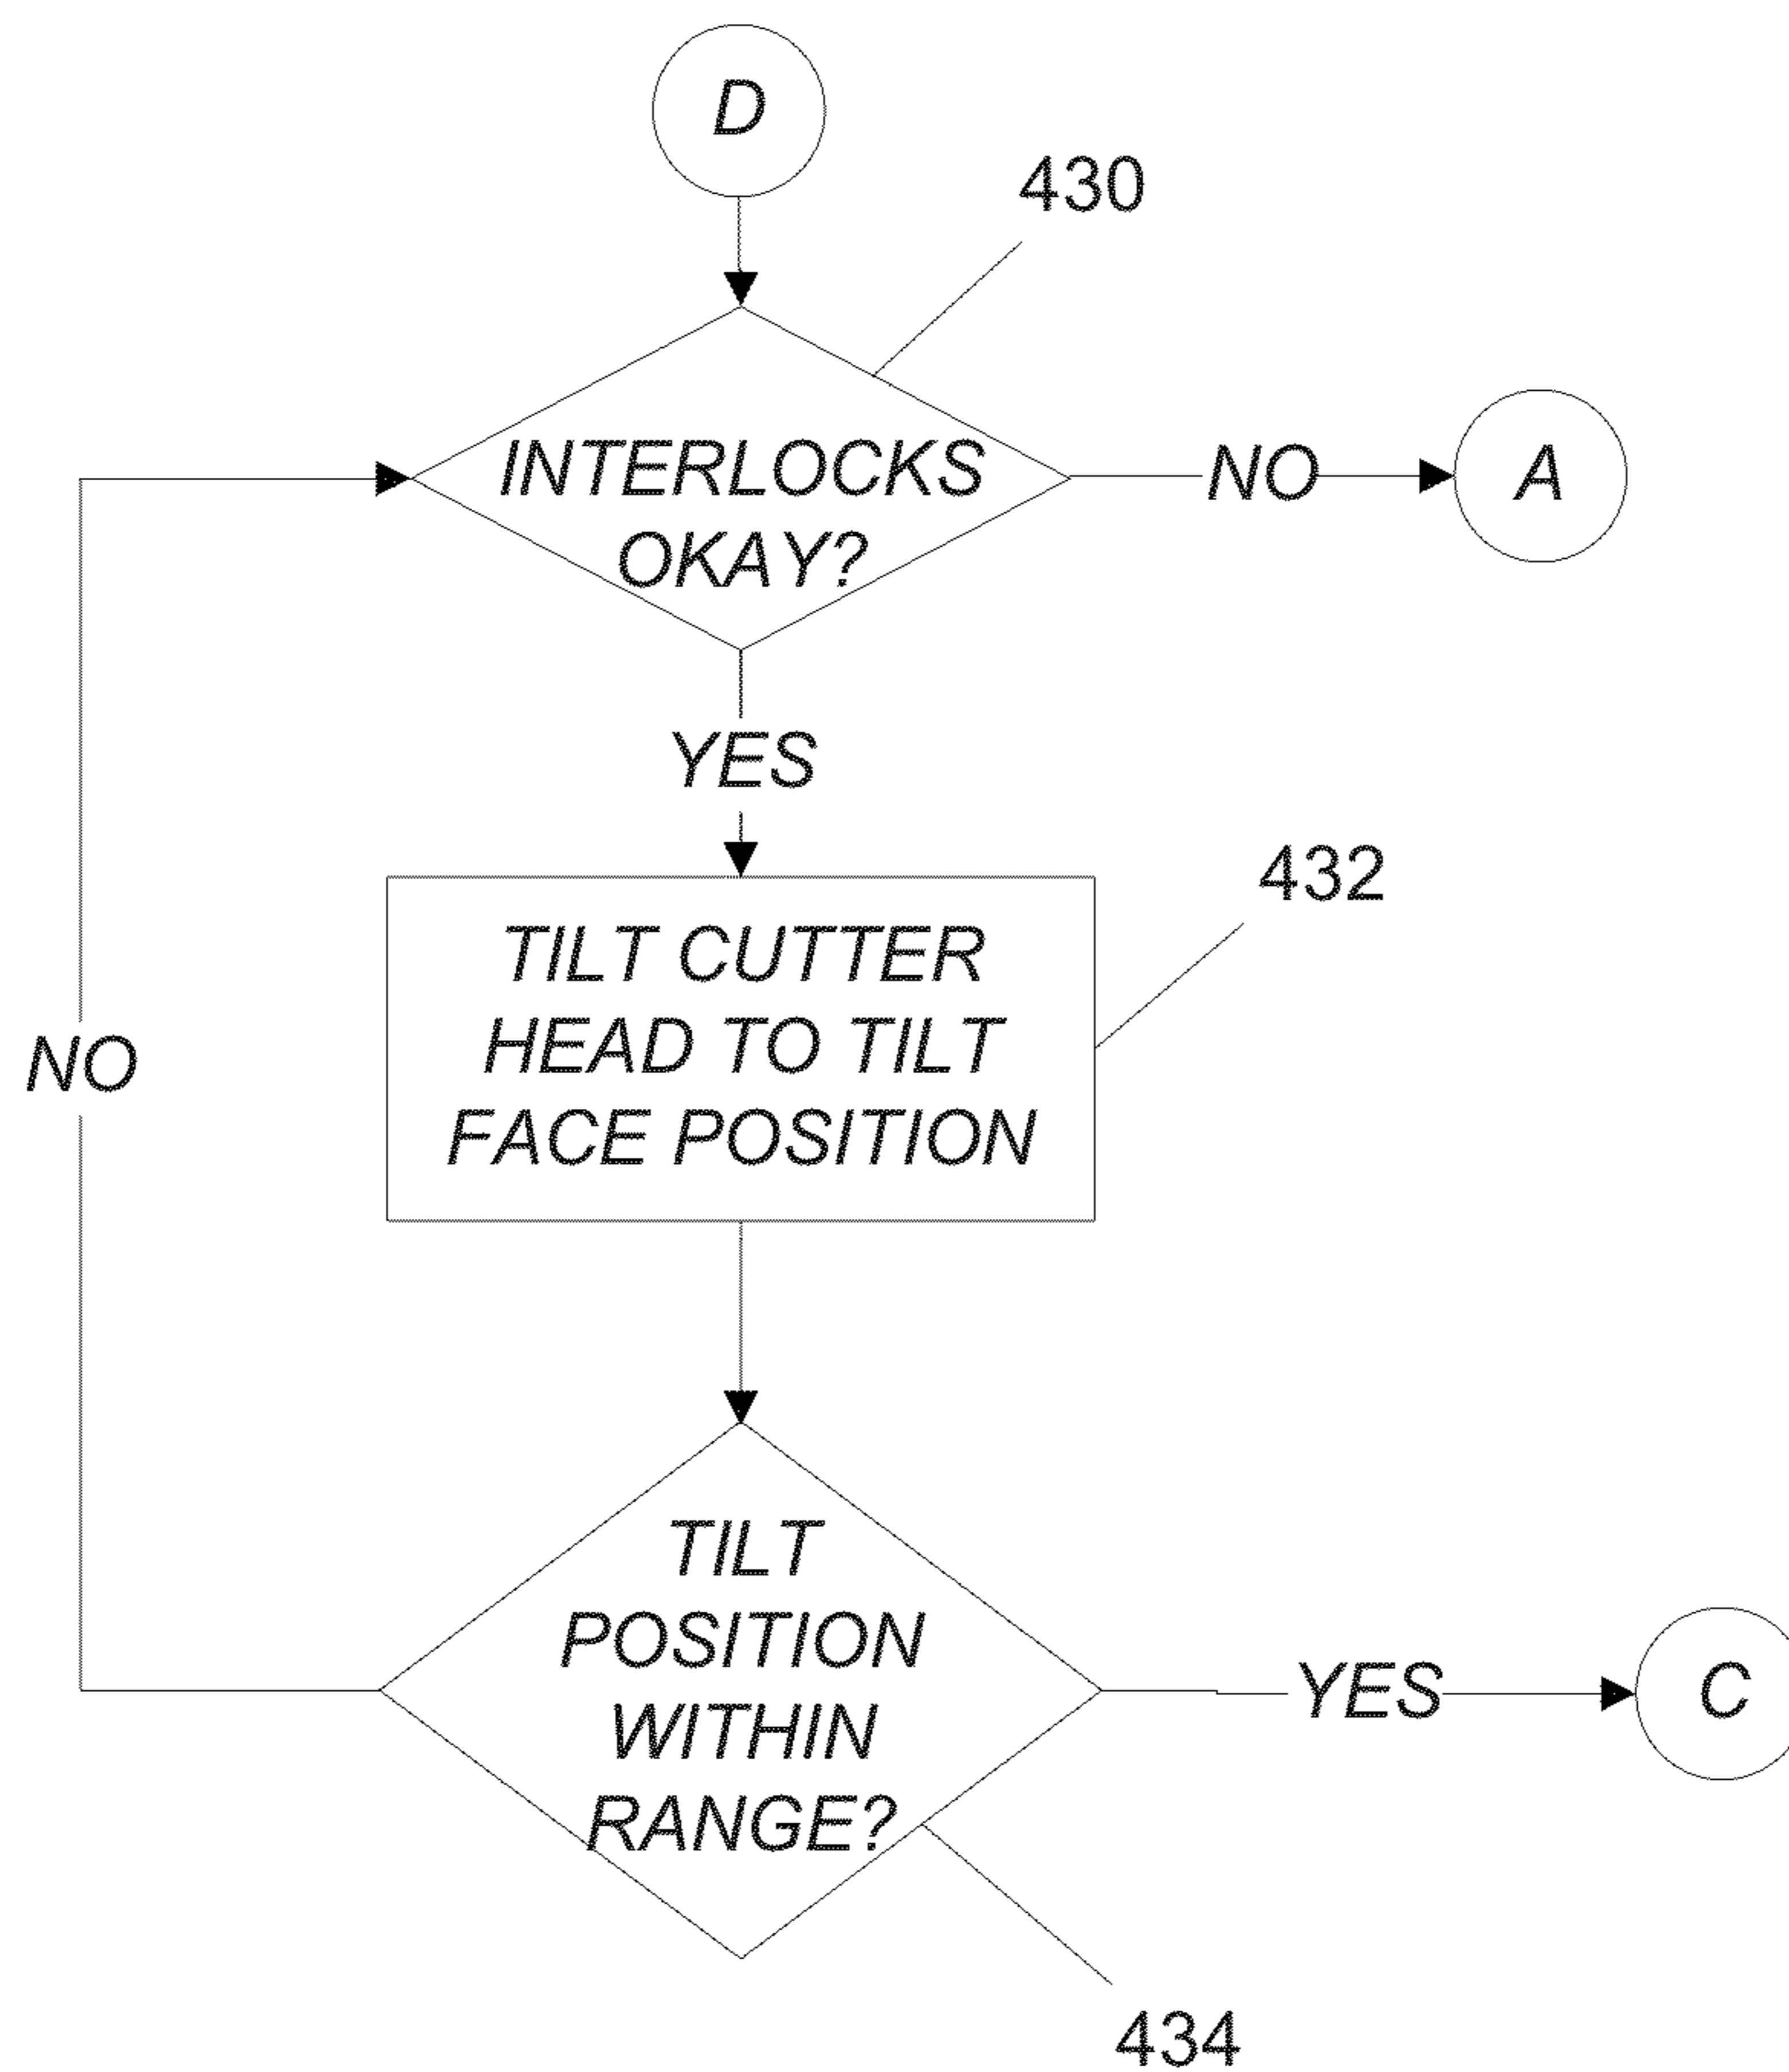 D
430
INTERLOCKS
OKAY?
NO
A
YES
432
TILT CUTTER
HEAD TO TILT
FACE POSITION
NO
TILT
POSITION
WITHIN
RANGE?
YES
C
434